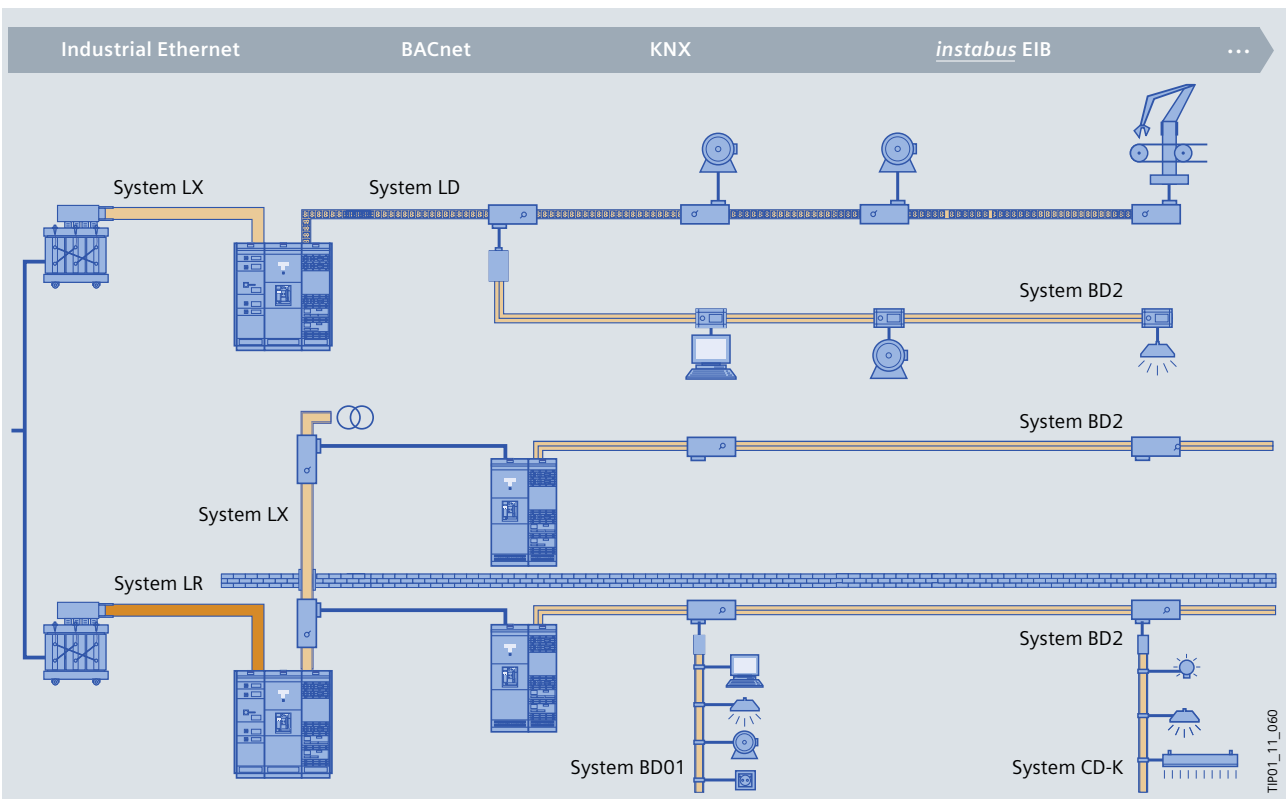 Industrial Ethernet BACnet KNX instabus EIB ...
System LX System LD
System BD2
System BD2
System LX
System LR
System BD2
System BD01 System CD-K
TIP01_11_060